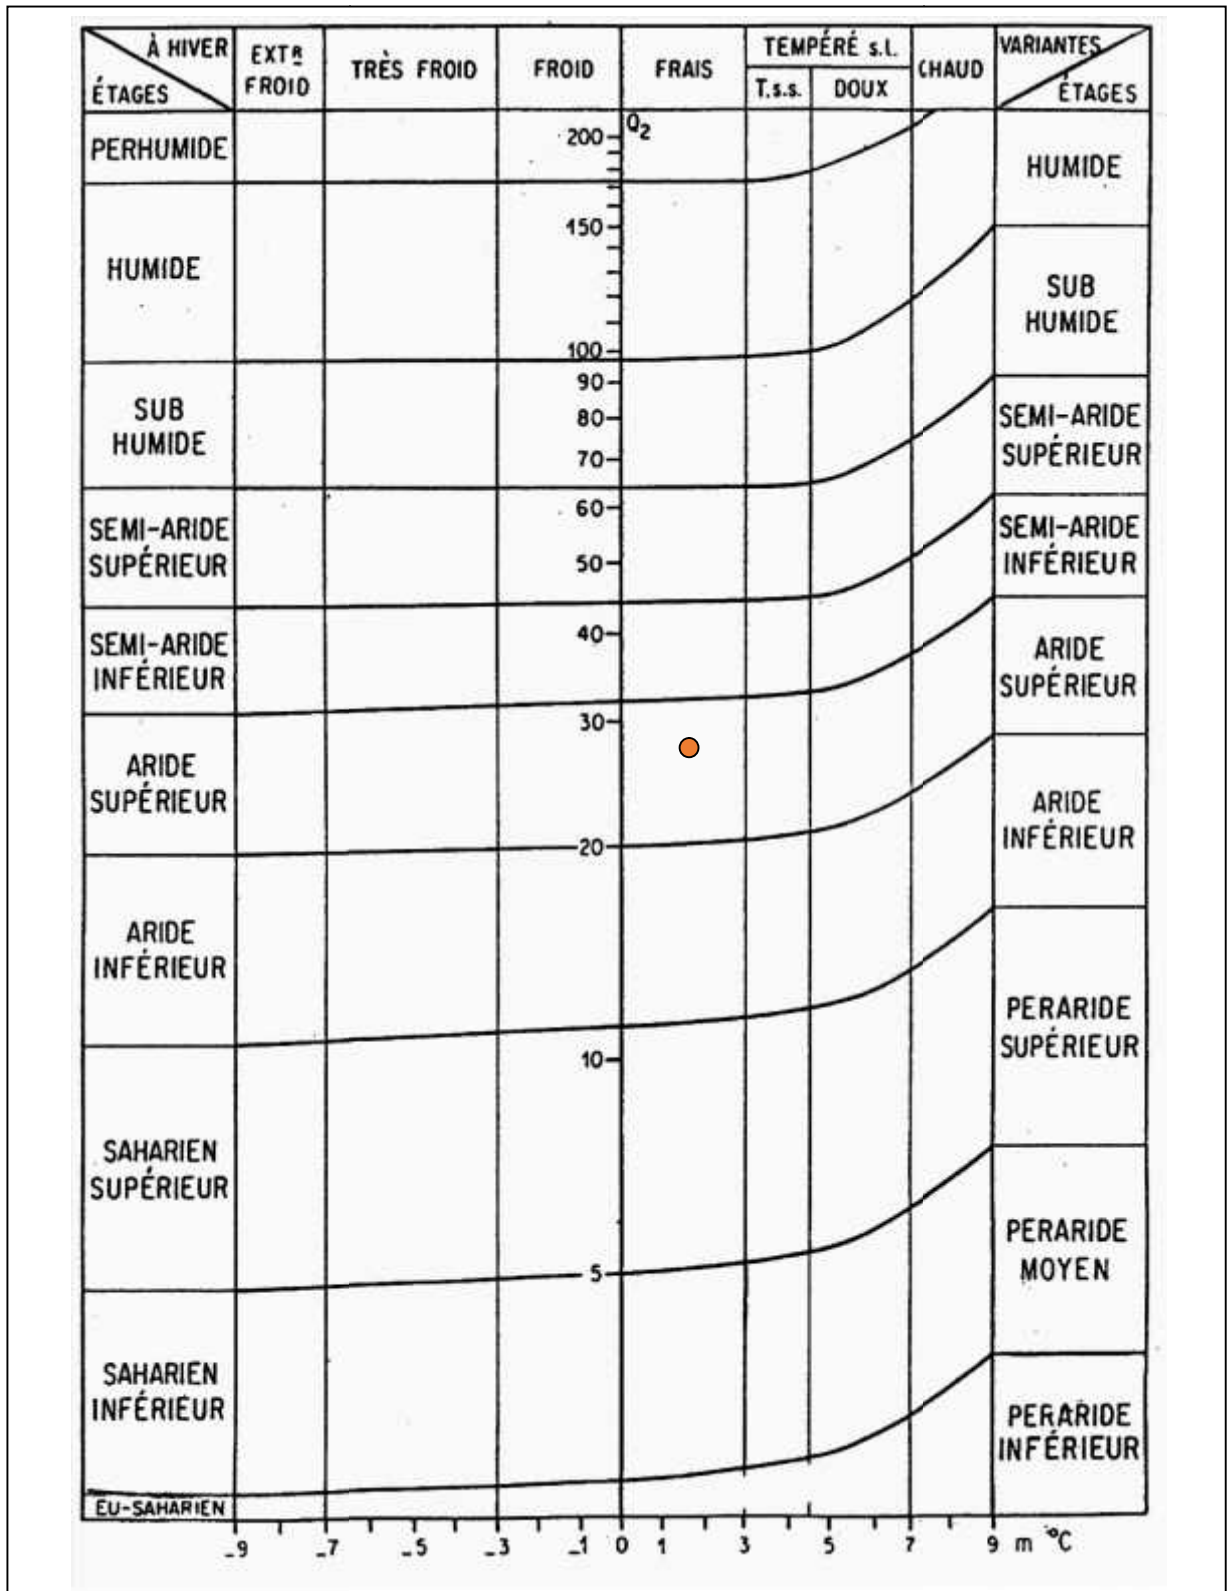 À HIVER
ÉTAGES
EXTR
FROID
TRÈS FROID
FROID
FRAIS
TEMPÉRÉ s.l.
T.s.s.
DOUX
CHAUD
VARIANTES
ÉTAGES
PERHUMIDE
HUMIDE
SUB
HUMIDE
SEMI-ARIDE
SUPÉRIEUR
SEMI-ARIDE
INFÉRIEUR
ARIDE
SUPÉRIEUR
ARIDE
INFÉRIEUR
SAHARIEN
SUPÉRIEUR
SAHARIEN
INFÉRIEUR
EU-SAHARIEN
Q2
200
150
100
90
80
70
60
50
40
30
20
10
5
HUMIDE
SUB
HUMIDE
SEMI-ARIDE
SUPÉRIEUR
SEMI-ARIDE
INFÉRIEUR
ARIDE
SUPÉRIEUR
ARIDE
INFÉRIEUR
PERARIDE
SUPÉRIEUR
PERARIDE
MOYEN
PERARIDE
INFÉRIEUR
-9 -7 -5 -3 -1 0 1 3 5 7 9 m °C